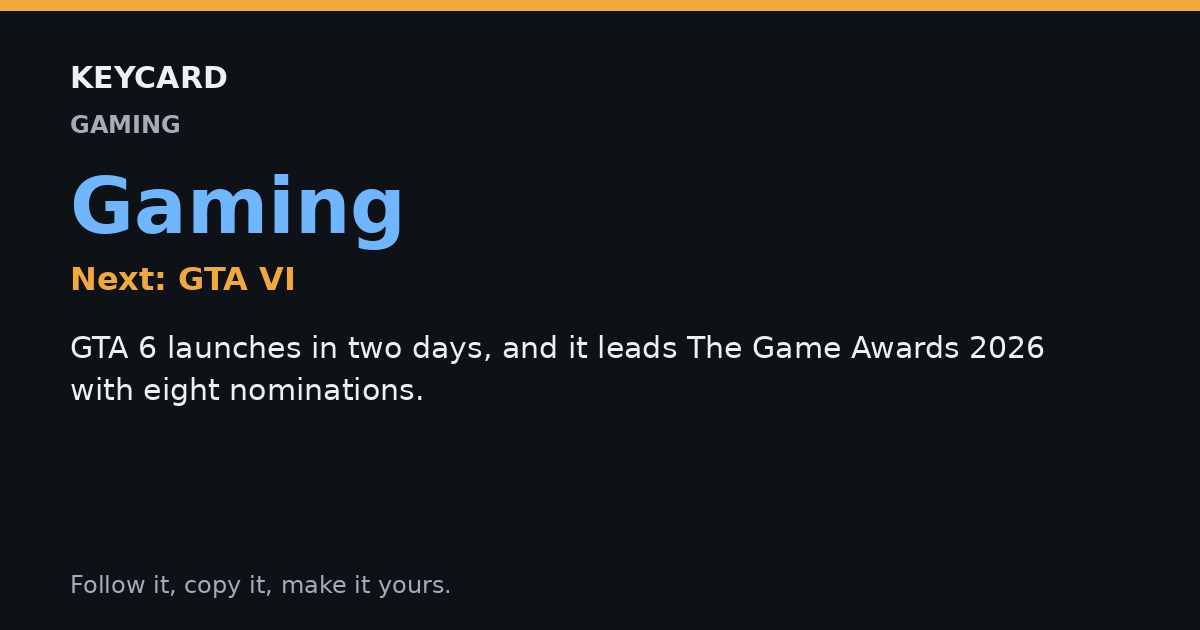 KEYCARD
GAMING
Gaming
Next: GTA VI
GTA 6 launches in two days, and it leads The Game Awards 2026
with eight nominations.
Follow it, copy it, make it yours.